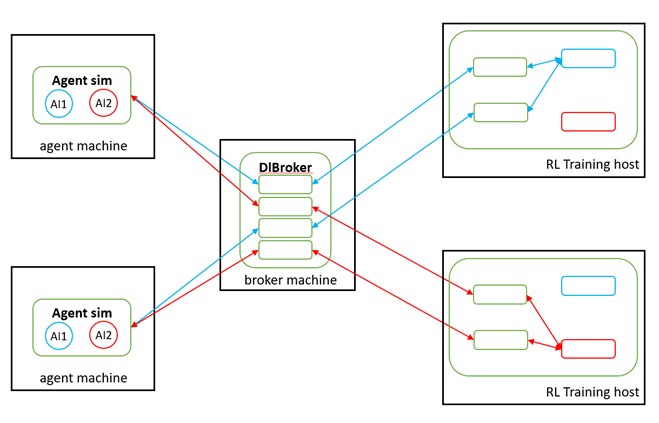 Agent sim
AI1
AI2
agent machine
DlBroker
broker machine
RL Training host
Agent sim
AI1
AI2
agent machine
RL Training host